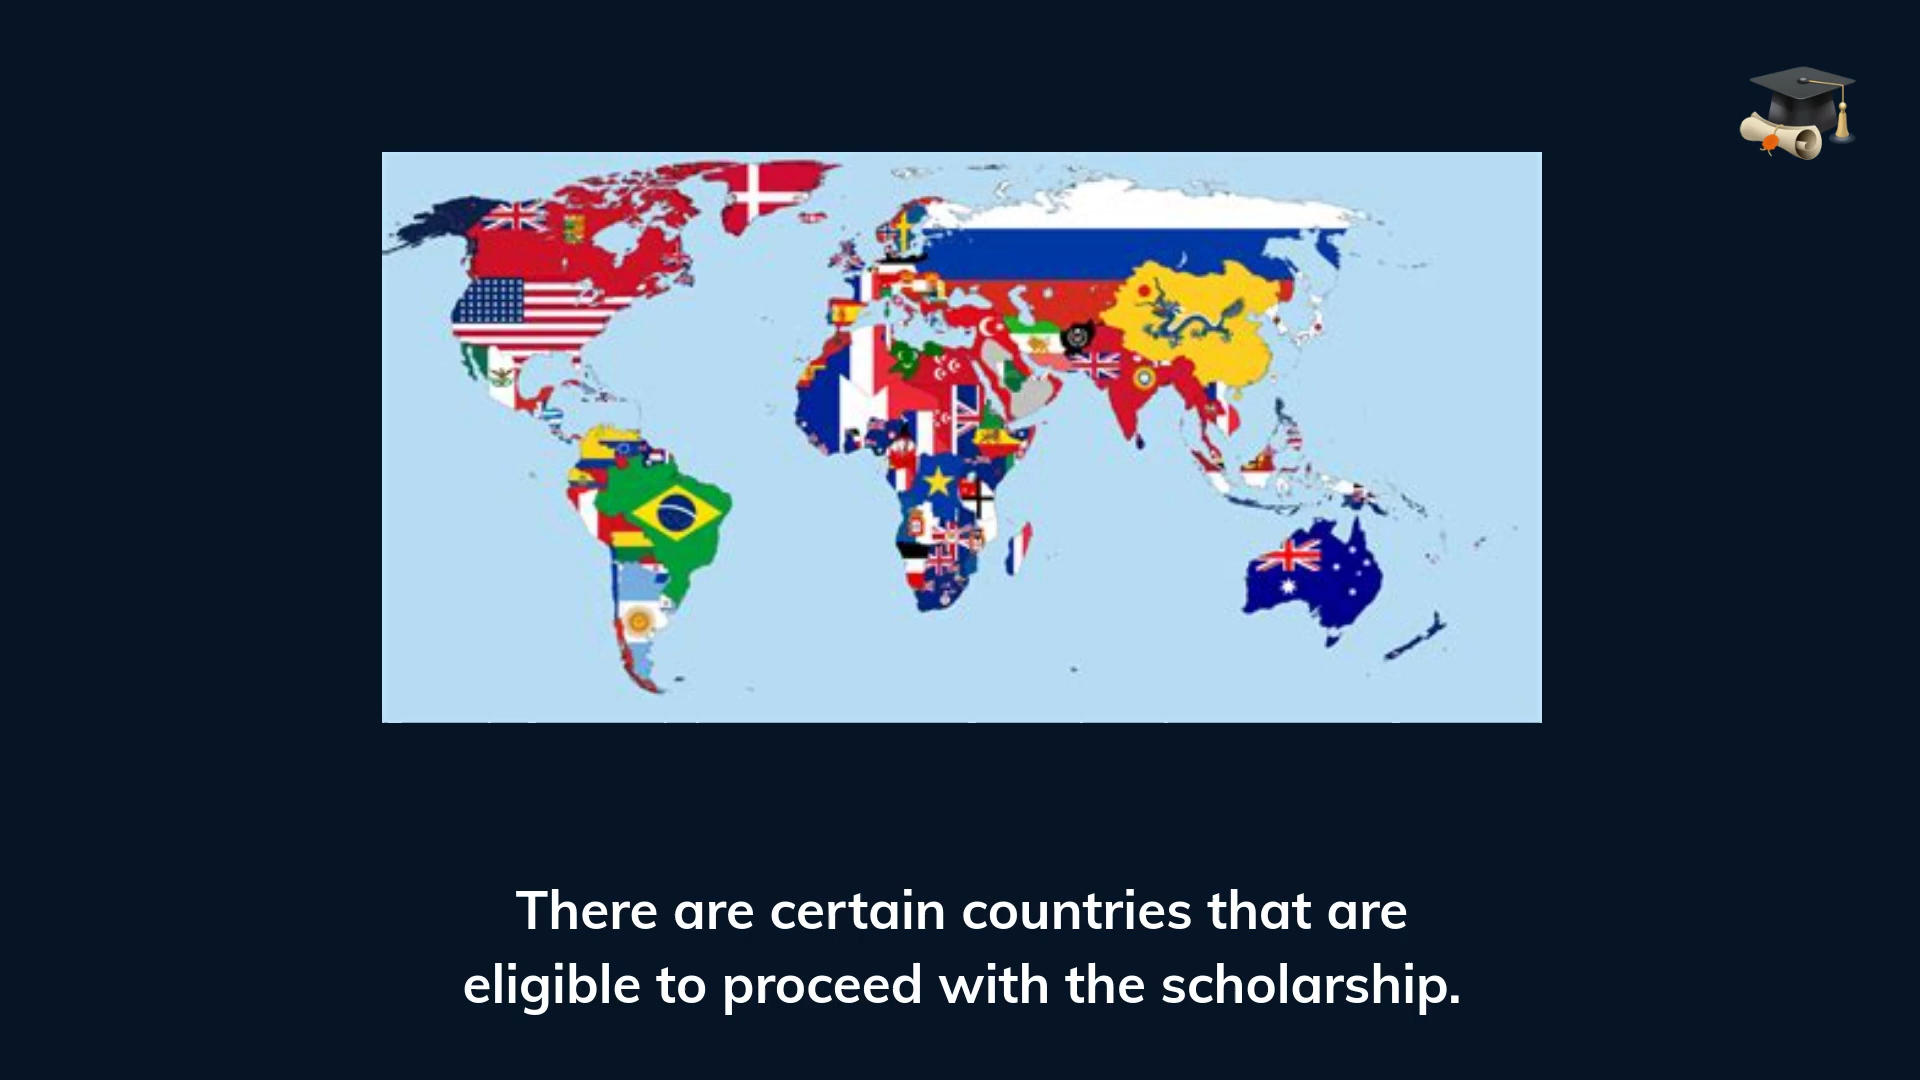 There are certain countries that are
eligible to proceed with the scholarship.